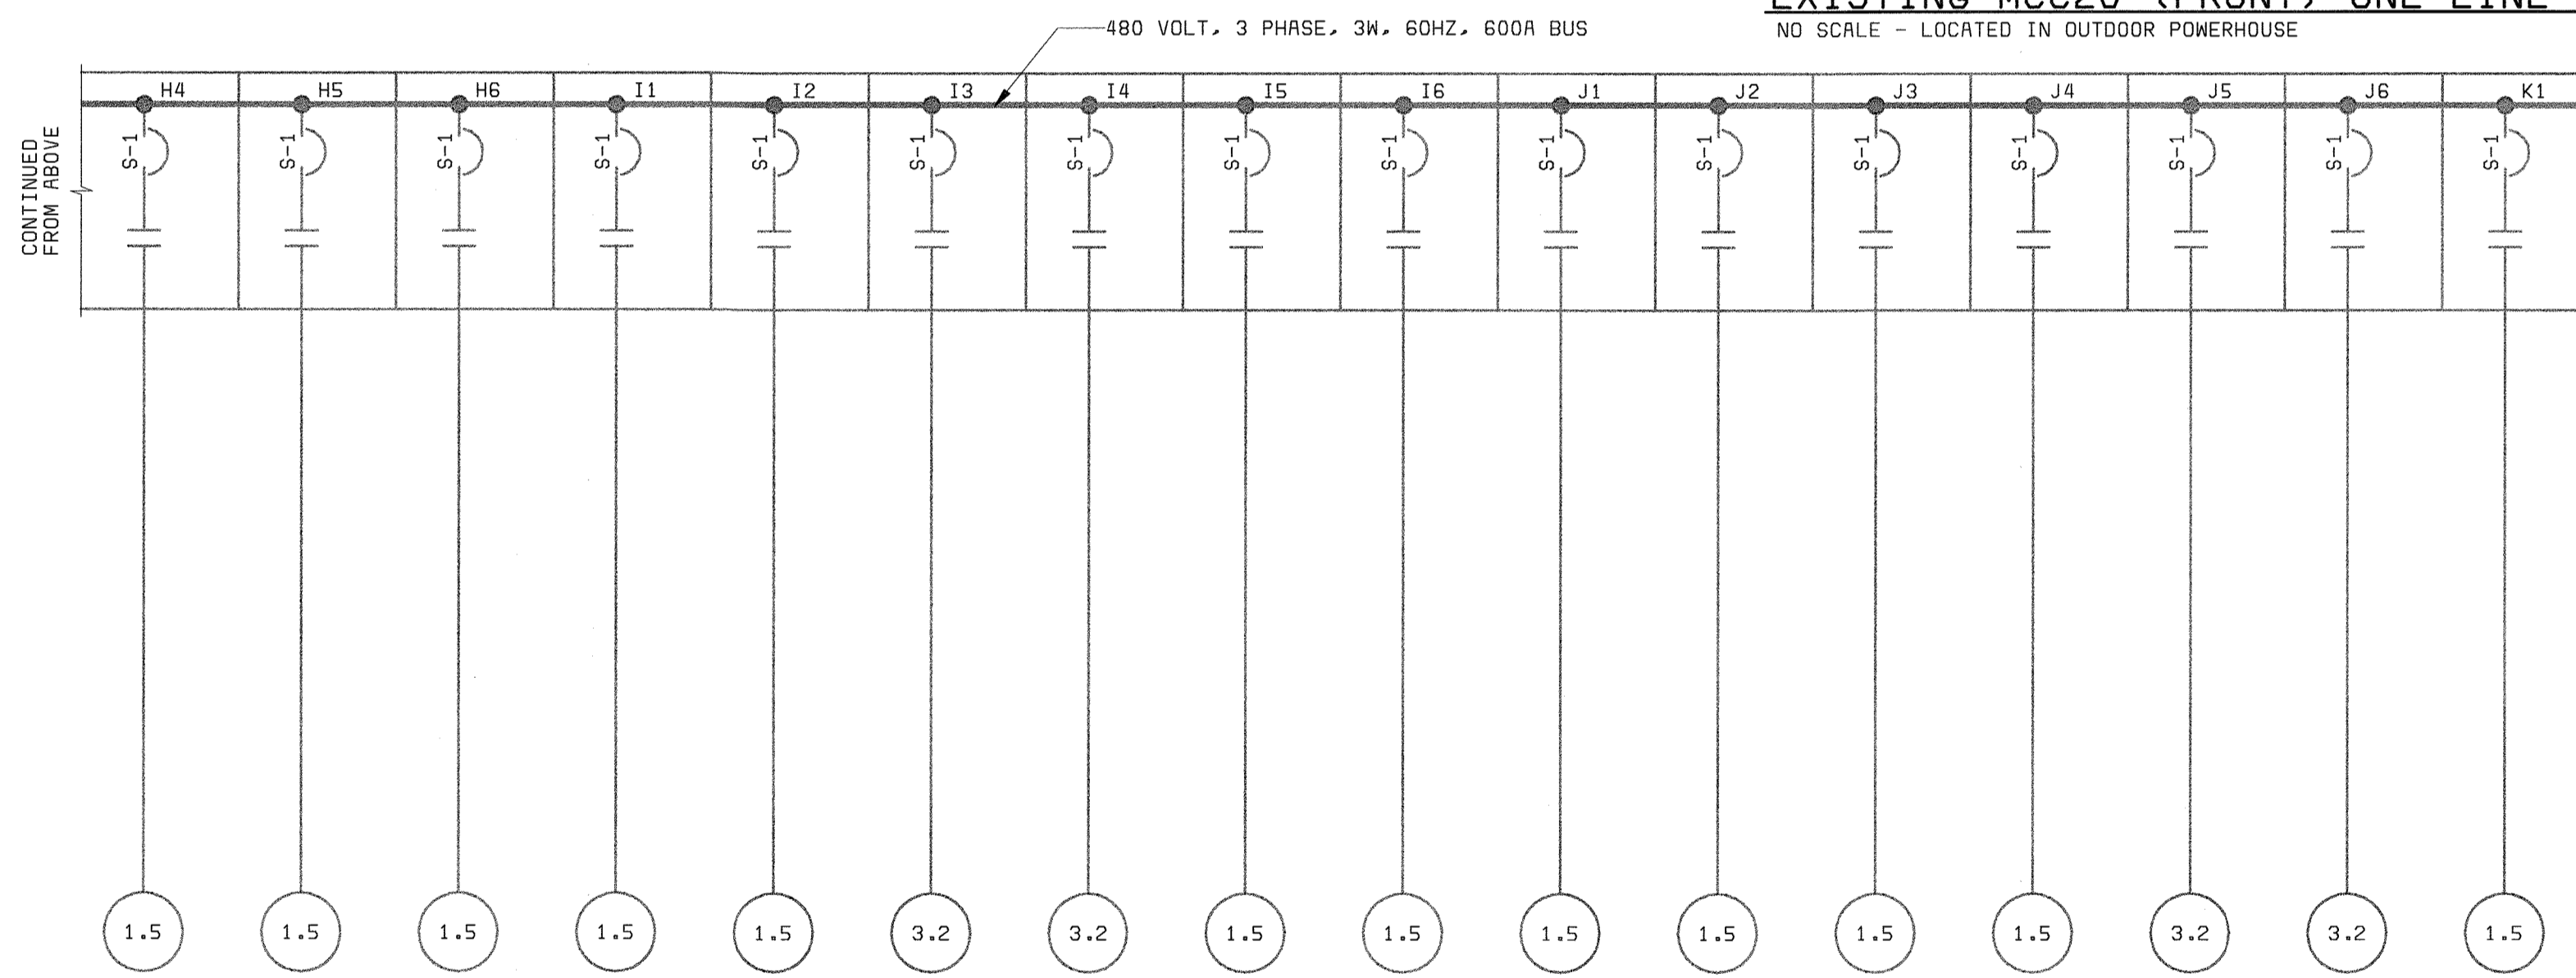 480 VOLT, 3 PHASE, 3W, 60HZ, 600A BUS
NO SCALE - LOCATED IN OUTDOOR POWERHOUSE
CONTINUED
FROM ABOVE
H4 H5 H6 I1 I2 I3 I4 I5 I6 J1 J2 J3 J4 J5 J6 K1
S-1 S-1 S-1 S-1 S-1 S-1 S-1 S-1 S-1 S-1 S-1 S-1 S-1 S-1 S-1 S-1
1.5 1.5 1.5 1.5 1.5 3.2 3.2 1.5 1.5 1.5 1.5 1.5 1.5 3.2 3.2 1.5